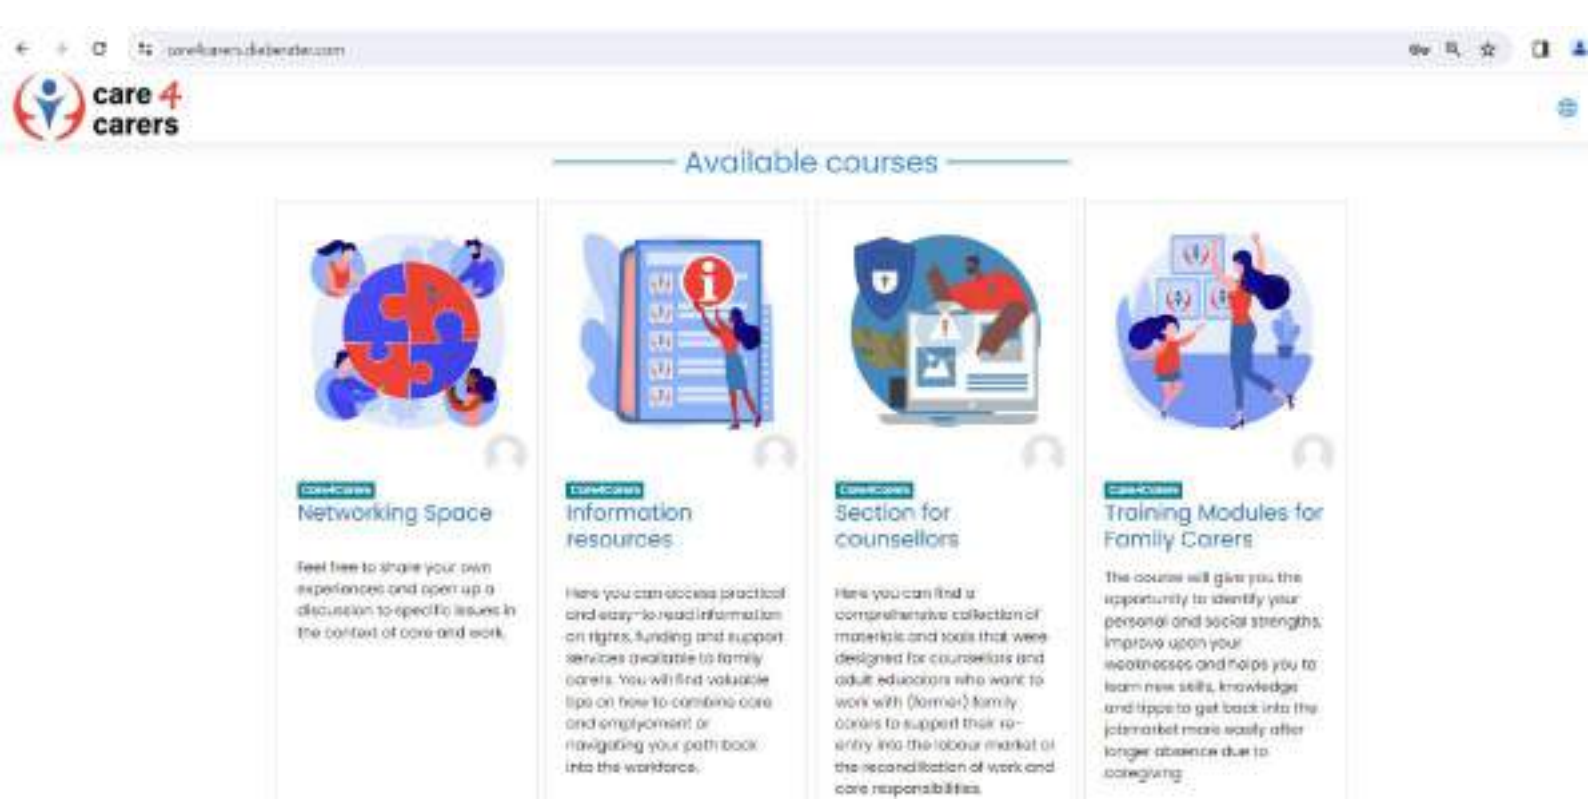 care4carers.dieberater.com
care 4
carers
Available courses
Care4Carers
Networking Space
Feel free to share your own
experiences and open up a
discussion to specific issues in
the context of care and work.
Care4Carers
Information
resources
Here you can access practical
and easy-to read information
on rights, funding and support
services available to family
carers. You will find valuable
tips on how to combine care
and emplyoment or
navigating your path back
into the workforce.
Care4Carers
Section for
counsellors
Here you can find a
comprehensive collection of
materials and tools that were
designed for counsellors and
adult educators who want to
work with (former) family
carers to support their re-
entry into the labour market or
the reconciliation of work and
care responsibilities.
Care4Carers
Training Modules for
Family Carers
The course will give you the
opportunity to identify your
personal and social strengths,
improve upon your
weaknesses and helps you to
learn new skills, knowledge
and tipps to get back into the
jobmarket more easily after
longer absence due to
caregiving